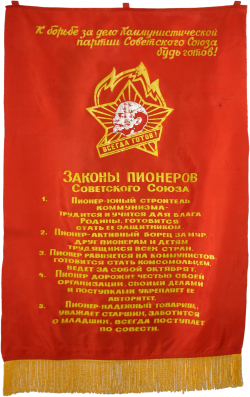 К борьбе за дело Коммунистической
партии Советского Союза
будь готов!
ВСЕГДА ГОТОВ!
Законы пионеров
Советского Союза
1. Пионер-юный строитель
коммунизма-
трудится и учится для блага
Родины, готовится
стать ее защитником.
2. Пионер-активный борец за мир,
друг пионерам и детям
трудящихся всех стран.
3. Пионер равняется на коммунистов,
готовится стать комсомольцем,
ведет за собой октябрят.
4. Пионер дорожит честью своей
организации, своими делами
и поступками укрепляет ее
авторитет.
5. Пионер-надежный товарищ,
уважает старших, заботится
о младших, всегда поступает
по совести.